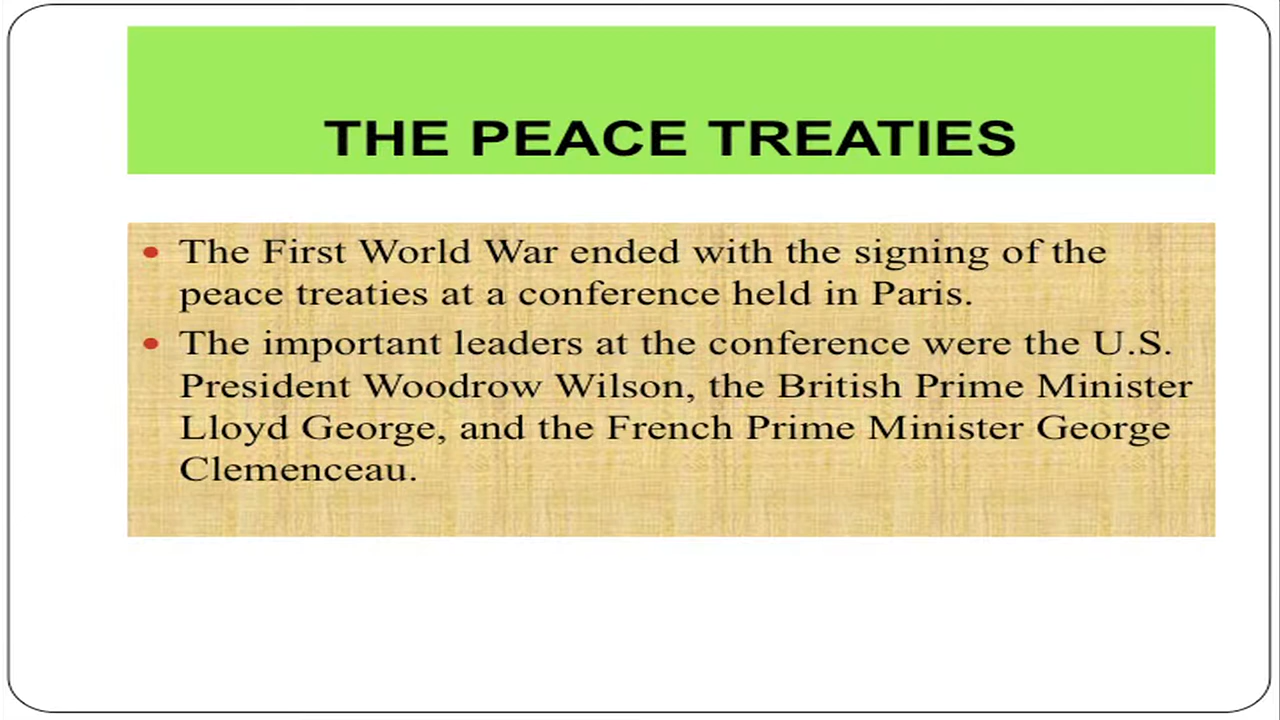 THE PEACE TREATIES
• The First World War ended with the signing of the
peace treaties at a conference held in Paris.
• The important leaders at the conference were the U.S.
President Woodrow Wilson, the British Prime Minister
Lloyd George, and the French Prime Minister George
Clemenceau.